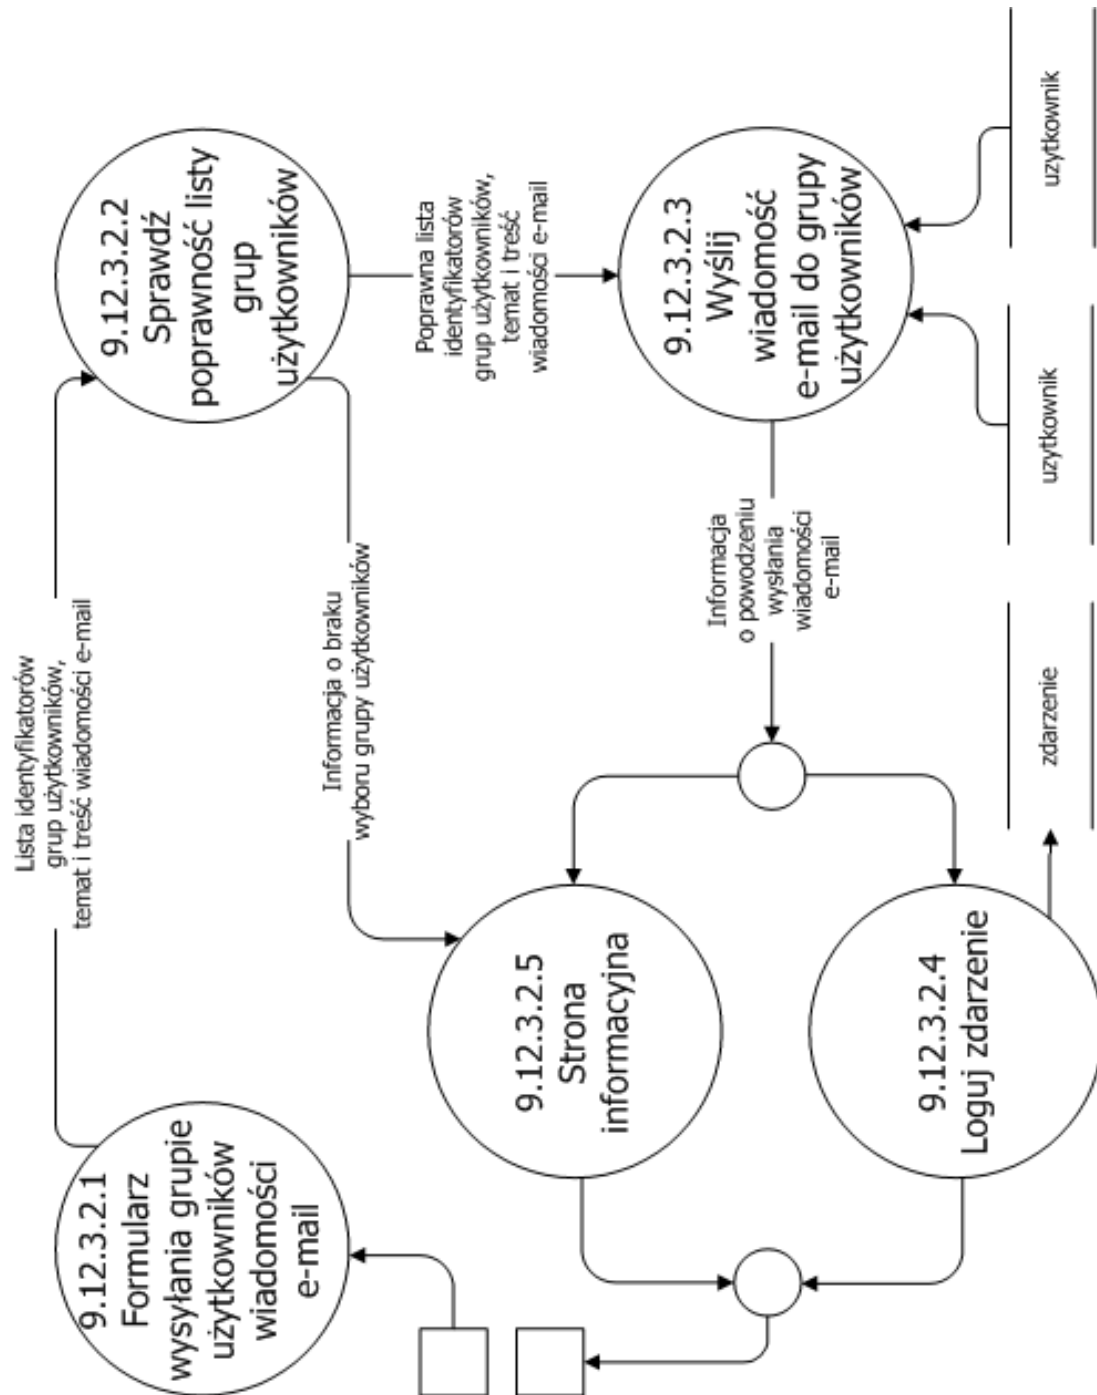 9.12.3.2.1
Formularz
wysyłania grupie
użytkowników
wiadomości
e-mail
Lista identyfikatorów
grup użytkowników,
temat i treść wiadomości e-mail
9.12.3.2.2
Sprawdź
poprawność listy
grup
użytkowników
Informacja o braku
wyboru grupy użytkowników
Poprawna lista
identyfikatorów
grup użytkowników,
temat i treść
wiadomości e-mail
9.12.3.2.5
Strona
informacyjna
Informacja
o powodzeniu
wysłania
wiadomości
e-mail
9.12.3.2.3
Wyślij
wiadomość
e-mail do grupy
użytkowników
9.12.3.2.4
Loguj zdarzenie
zdarzenie
uzytkownik
uzytkownik